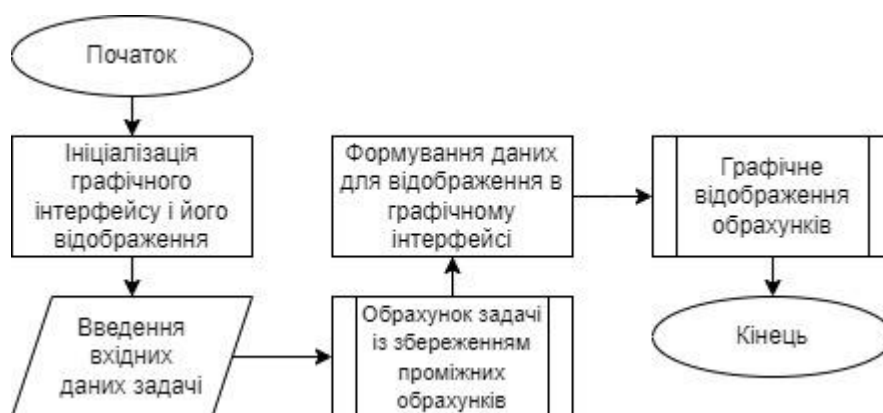 Початок
Ініціалізація
графічного
інтерфейсу і його
відображення
Введення
вхідних
даних задачі
Обрахунок задачі
із збереженням
проміжних
обрахунків
Формування даних
для відображення в
графічному
інтерфейсі
Графічне
відображення
обрахунків
Кінець